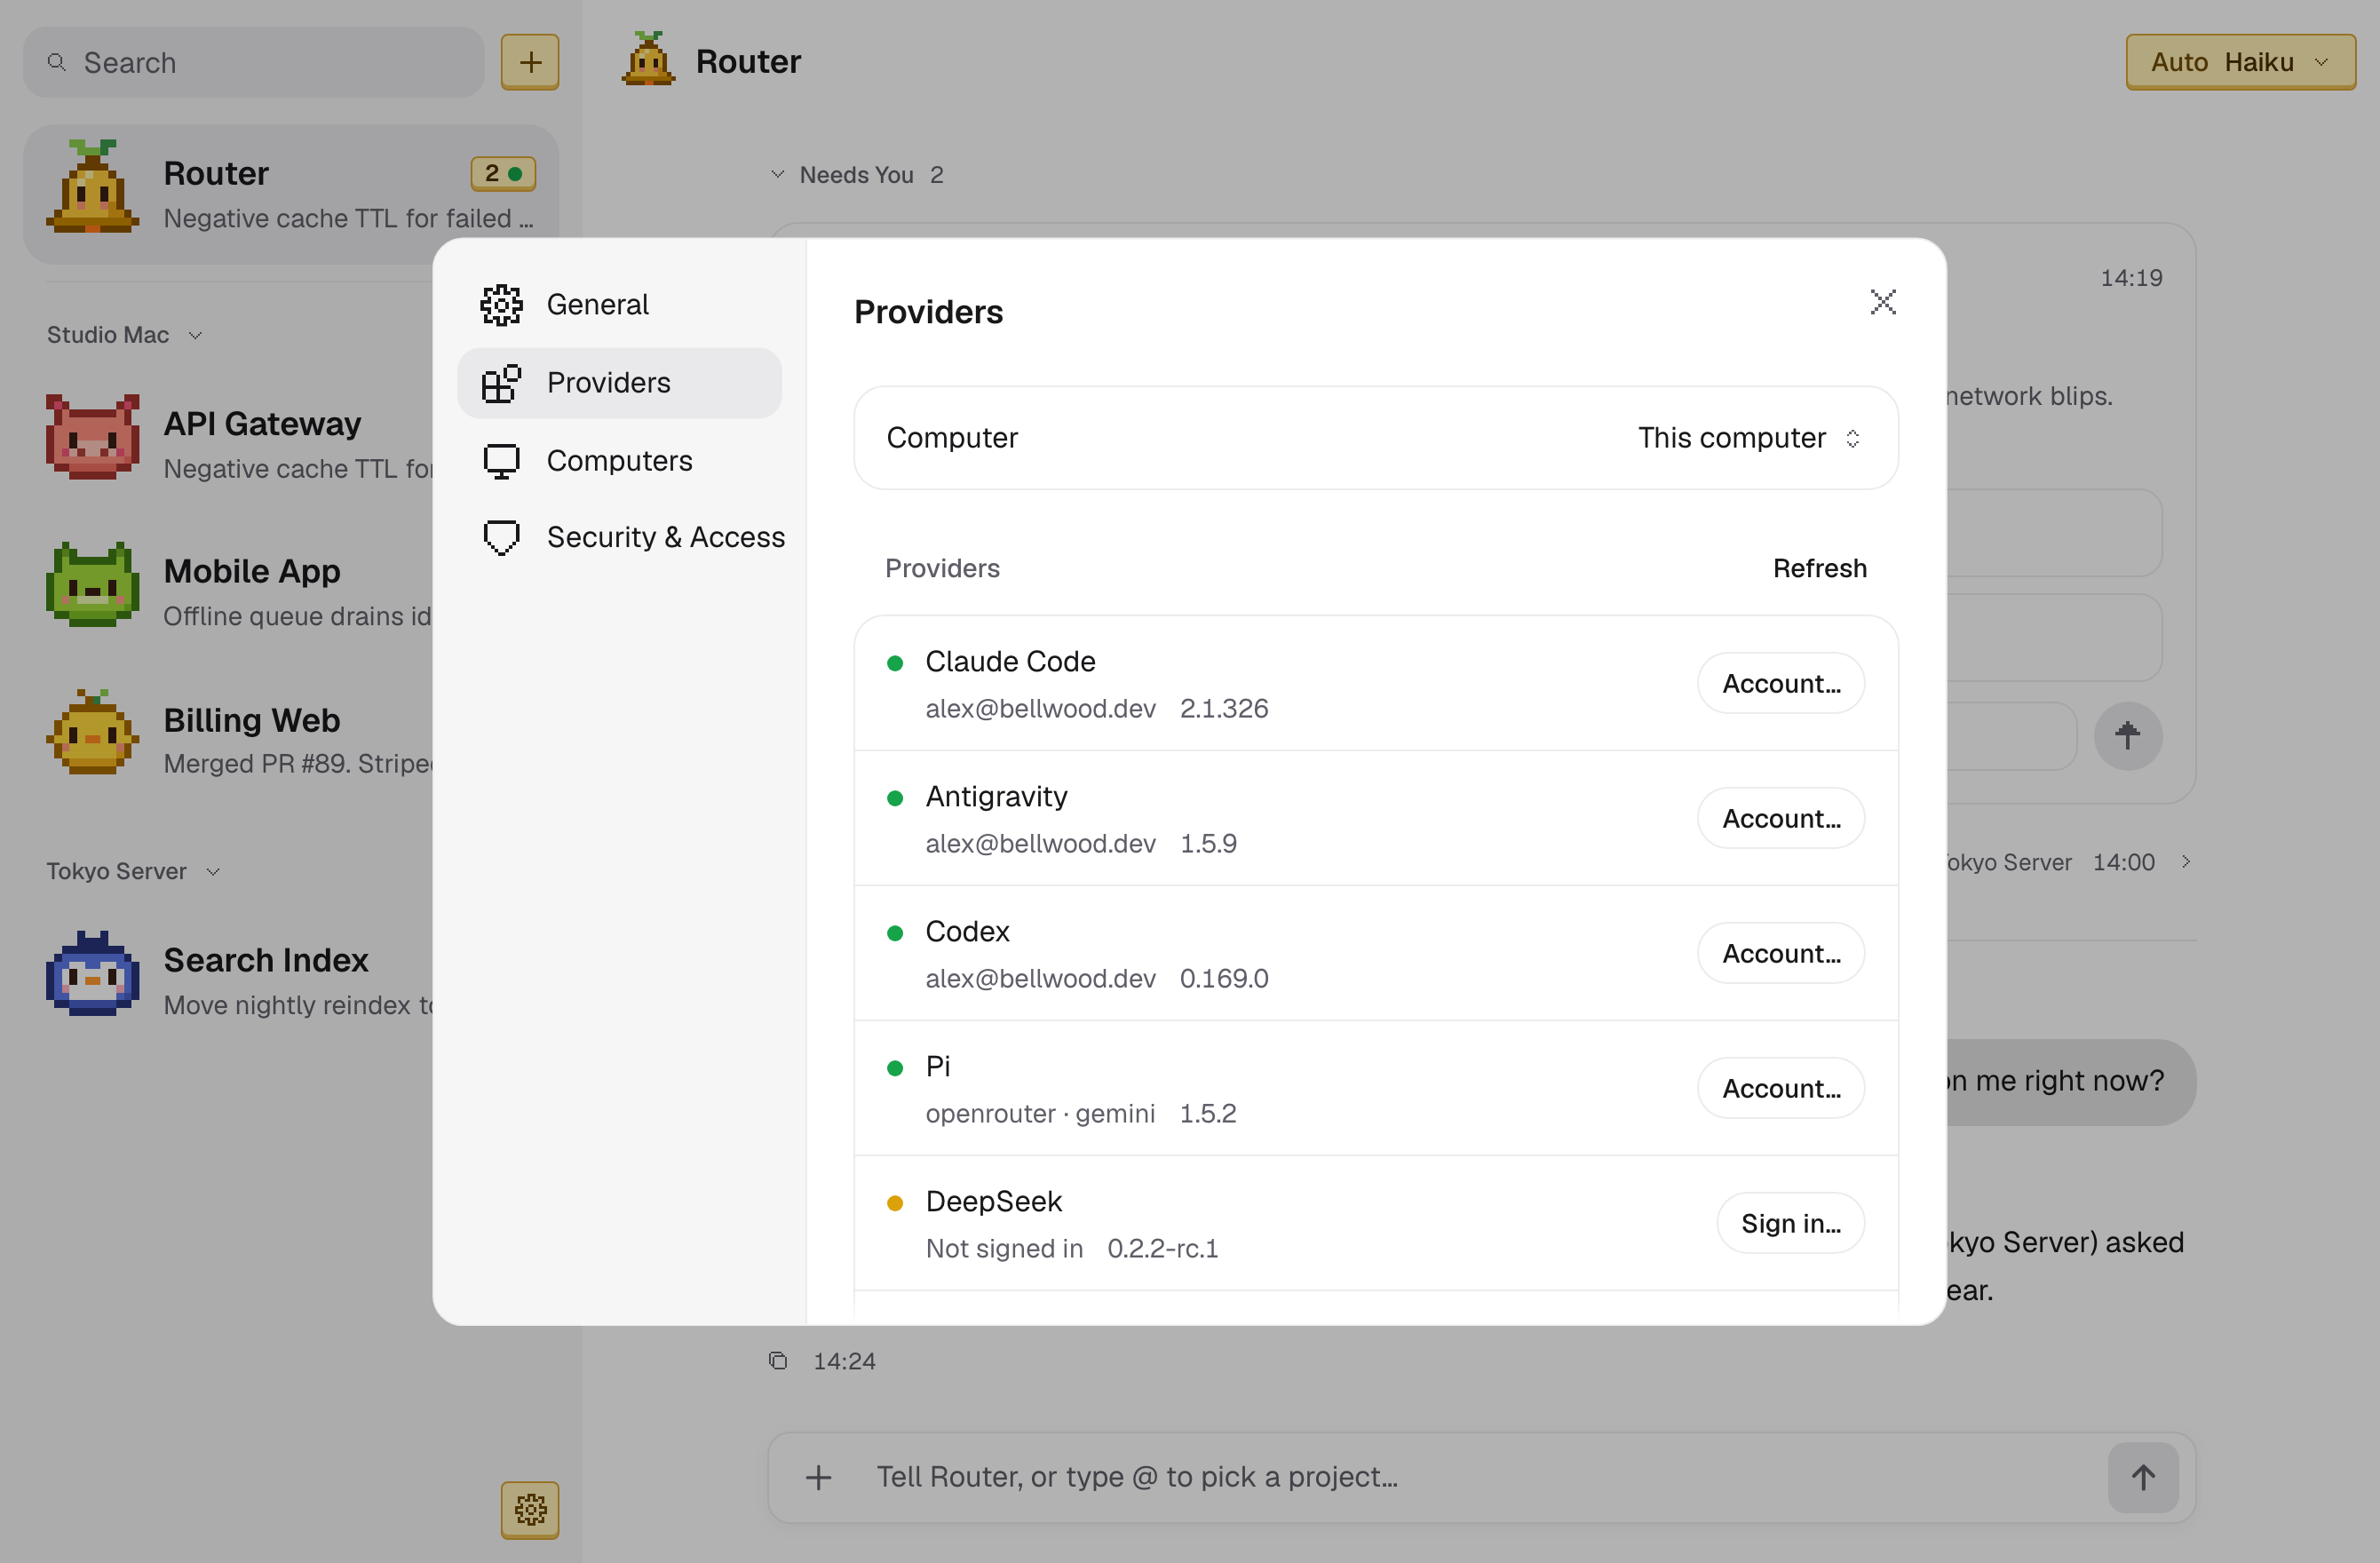 Search
Router
2
Negative cache TTL for failed ...
Studio Mac
API Gateway
Negative cache TTL for
Mobile App
Offline queue drains id
Billing Web
Merged PR #89. Stripe
Tokyo Server
Search Index
Move nightly reindex to
Router
Auto Haiku
Needs You 2
14:19
network blips.
okyo Server 14:00
on me right now?
kyo Server) asked
ear.
14:24
Tell Router, or type @ to pick a project...
General
Providers
Computers
Security & Access
Providers
Computer
This computer
Providers
Refresh
Claude Code
alex@bellwood.dev 2.1.326
Account...
Antigravity
alex@bellwood.dev 1.5.9
Account...
Codex
alex@bellwood.dev 0.169.0
Account...
Pi
openrouter · gemini 1.5.2
Account...
DeepSeek
Not signed in 0.2.2-rc.1
Sign in...